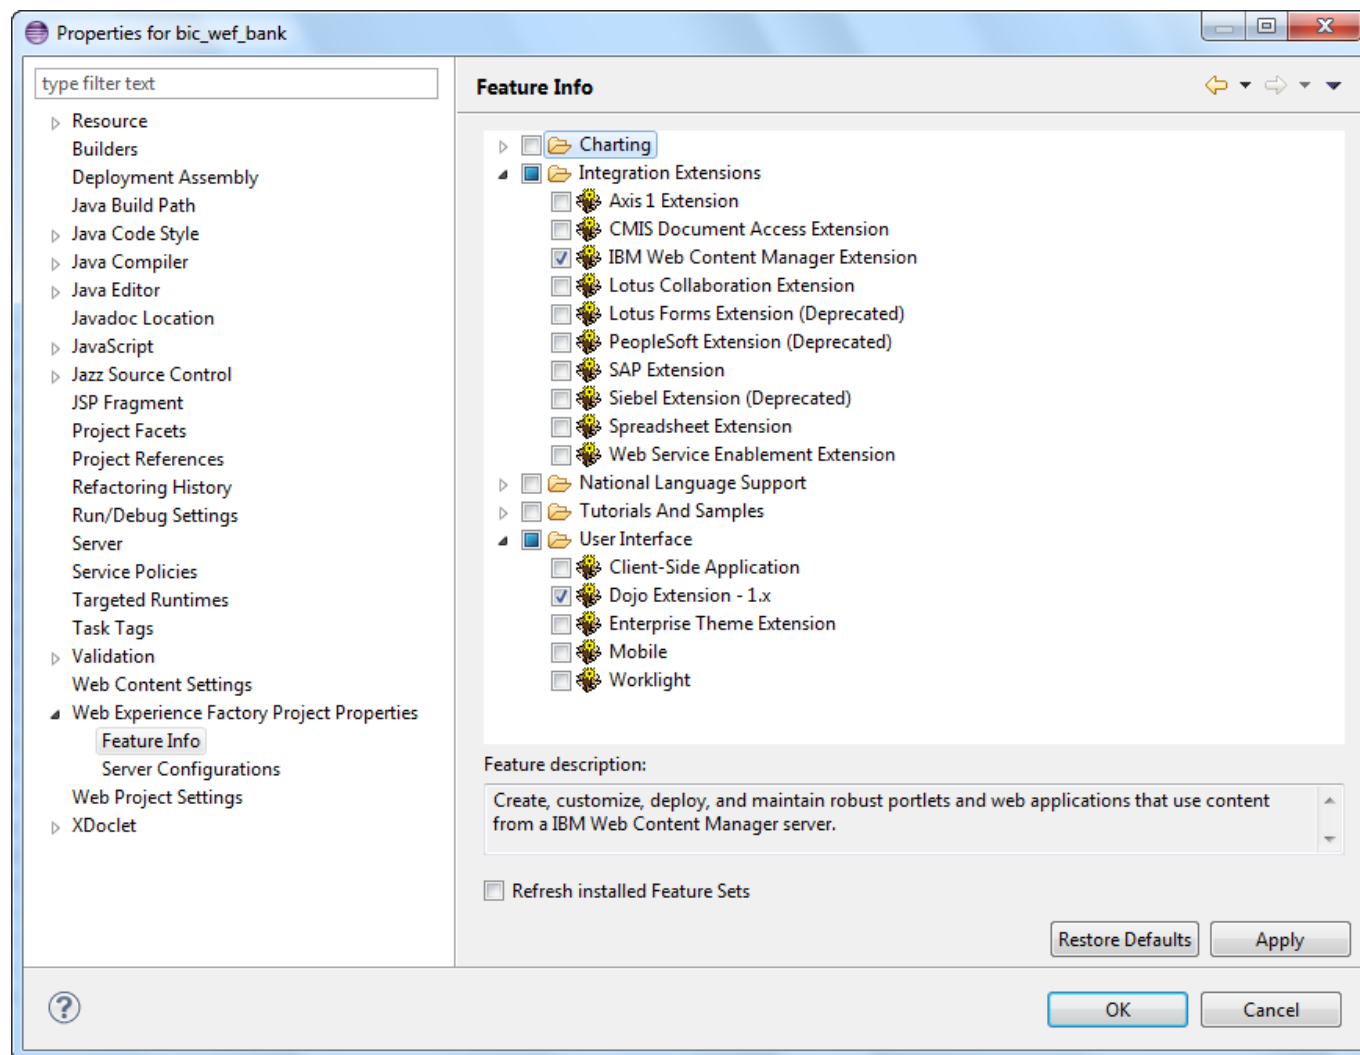 Properties for bic_wef_bank
type filter text
Resource
Builders
Deployment Assembly
Java Build Path
Java Code Style
Java Compiler
Java Editor
Javadoc Location
JavaScript
Jazz Source Control
JSP Fragment
Project Facets
Project References
Refactoring History
Run/Debug Settings
Server
Service Policies
Targeted Runtimes
Task Tags
Validation
Web Content Settings
Web Experience Factory Project Properties
Feature Info
Server Configurations
Web Project Settings
XDoclet
Feature Info
Charting
Integration Extensions
Axis 1 Extension
CMIS Document Access Extension
IBM Web Content Manager Extension
Lotus Collaboration Extension
Lotus Forms Extension (Deprecated)
PeopleSoft Extension (Deprecated)
SAP Extension
Siebel Extension (Deprecated)
Spreadsheet Extension
Web Service Enablement Extension
National Language Support
Tutorials And Samples
User Interface
Client-Side Application
Dojo Extension - 1.x
Enterprise Theme Extension
Mobile
Worklight
Feature description:
Create, customize, deploy, and maintain robust portlets and web applications that use content
from a IBM Web Content Manager server.
Refresh installed Feature Sets
Restore Defaults
Apply
OK
Cancel